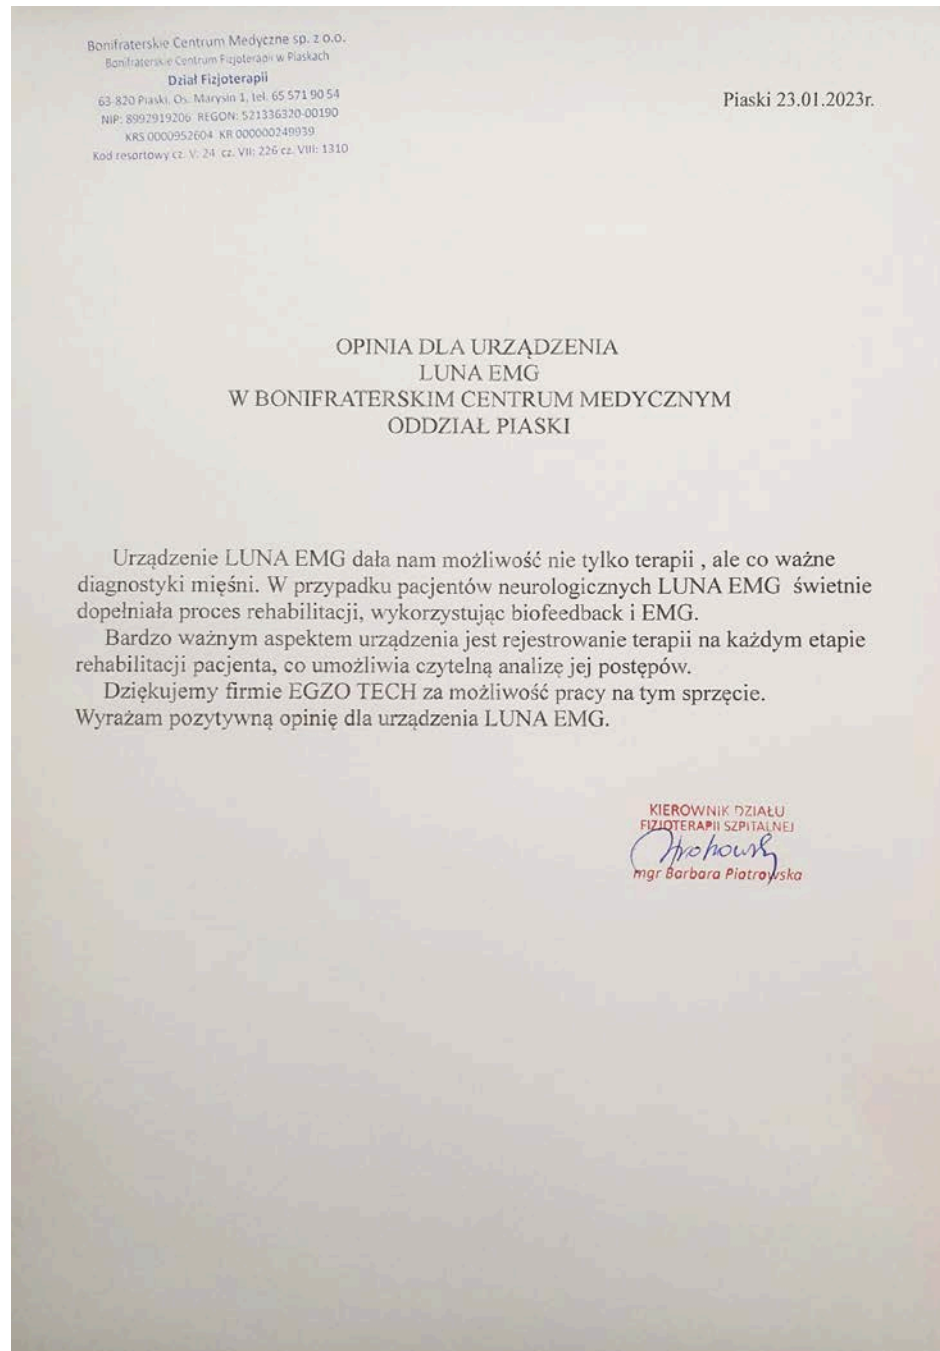 Bonifraterskie Centrum Medyczne sp. z o.o.
Bonifraterskie Centrum Fizjoterapii w Piaskach
Dział Fizjoterapii
63-820 Piaski, Os. Marysin 1, tel. 65 571 90 54
NIP: 8992919206 REGON: 521336320-00190
KRS 0000952604 KR 000000249939
Kod resortowy cz. V: 24 cz. VII: 226 cz. VIII: 1310
Piaski 23.01.2023r.
OPINIA DLA URZĄDZENIA
LUNA EMG
W BONIFRATERSKIM CENTRUM MEDYCZNYM
ODDZIAŁ PIASKI
Urządzenie LUNA EMG dała nam możliwość nie tylko terapii , ale co ważne
diagnostyki mięśni. W przypadku pacjentów neurologicznych LUNA EMG świetnie
dopełniała proces rehabilitacji, wykorzystując biofeedback i EMG.
Bardzo ważnym aspektem urządzenia jest rejestrowanie terapii na każdym etapie
rehabilitacji pacjenta, co umożliwia czytelną analizę jej postępów.
Dziękujemy firmie EGZO TECH za możliwość pracy na tym sprzęcie.
Wyrażam pozytywną opinię dla urządzenia LUNA EMG.
KIEROWNIK DZIAŁU
FIZJOTERAPII SZPITALNEJ
mgr Barbara Piotrowska